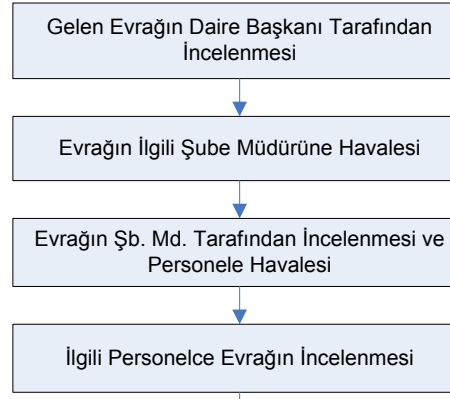 Gelen Evrağın Daire Başkanı Tarafından
İncelenmesi
Evrağın İlgili Şube Müdürüne Havalesi
Evrağın Şb. Md. Tarafından İncelenmesi ve
Personele Havalesi
İlgili Personelce Evrağın İncelenmesi